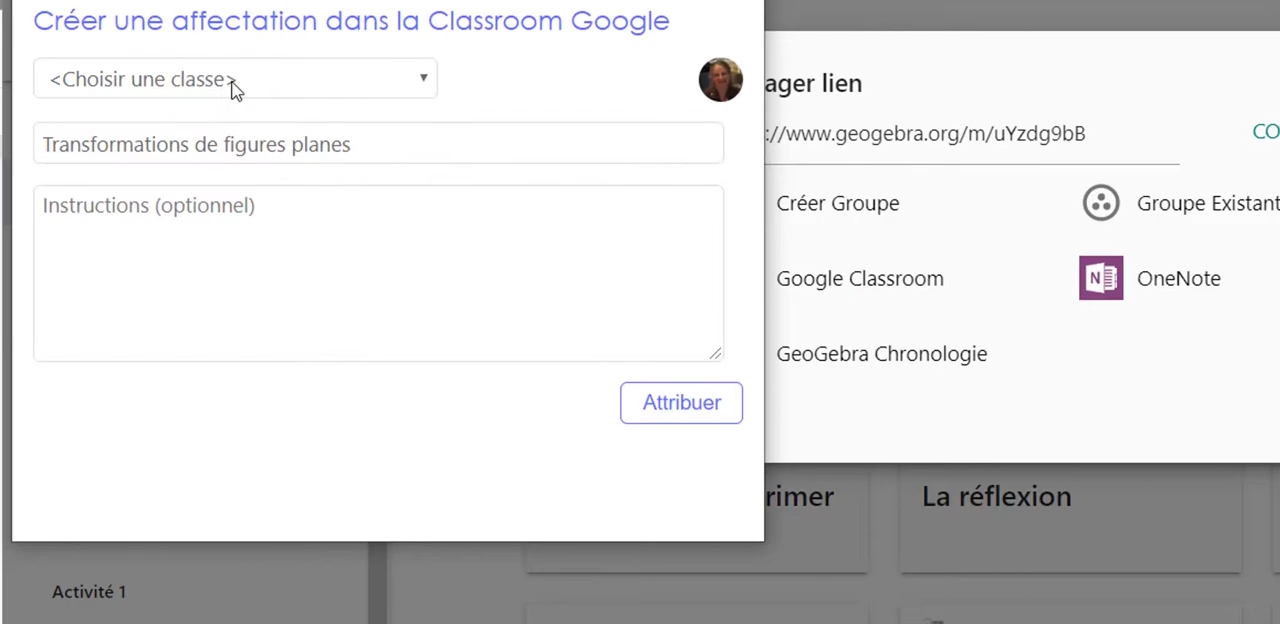 Créer une affectation dans la Classroom Google
<Choisir une classe>
Transformations de figures planes
Instructions (optionnel)
Attribuer
ager lien
://www.geogebra.org/m/uYzdg9bB
CO
Créer Groupe
Groupe Existant
Google Classroom
OneNote
GeoGebra Chronologie
rimer
La réflexion
Activité 1